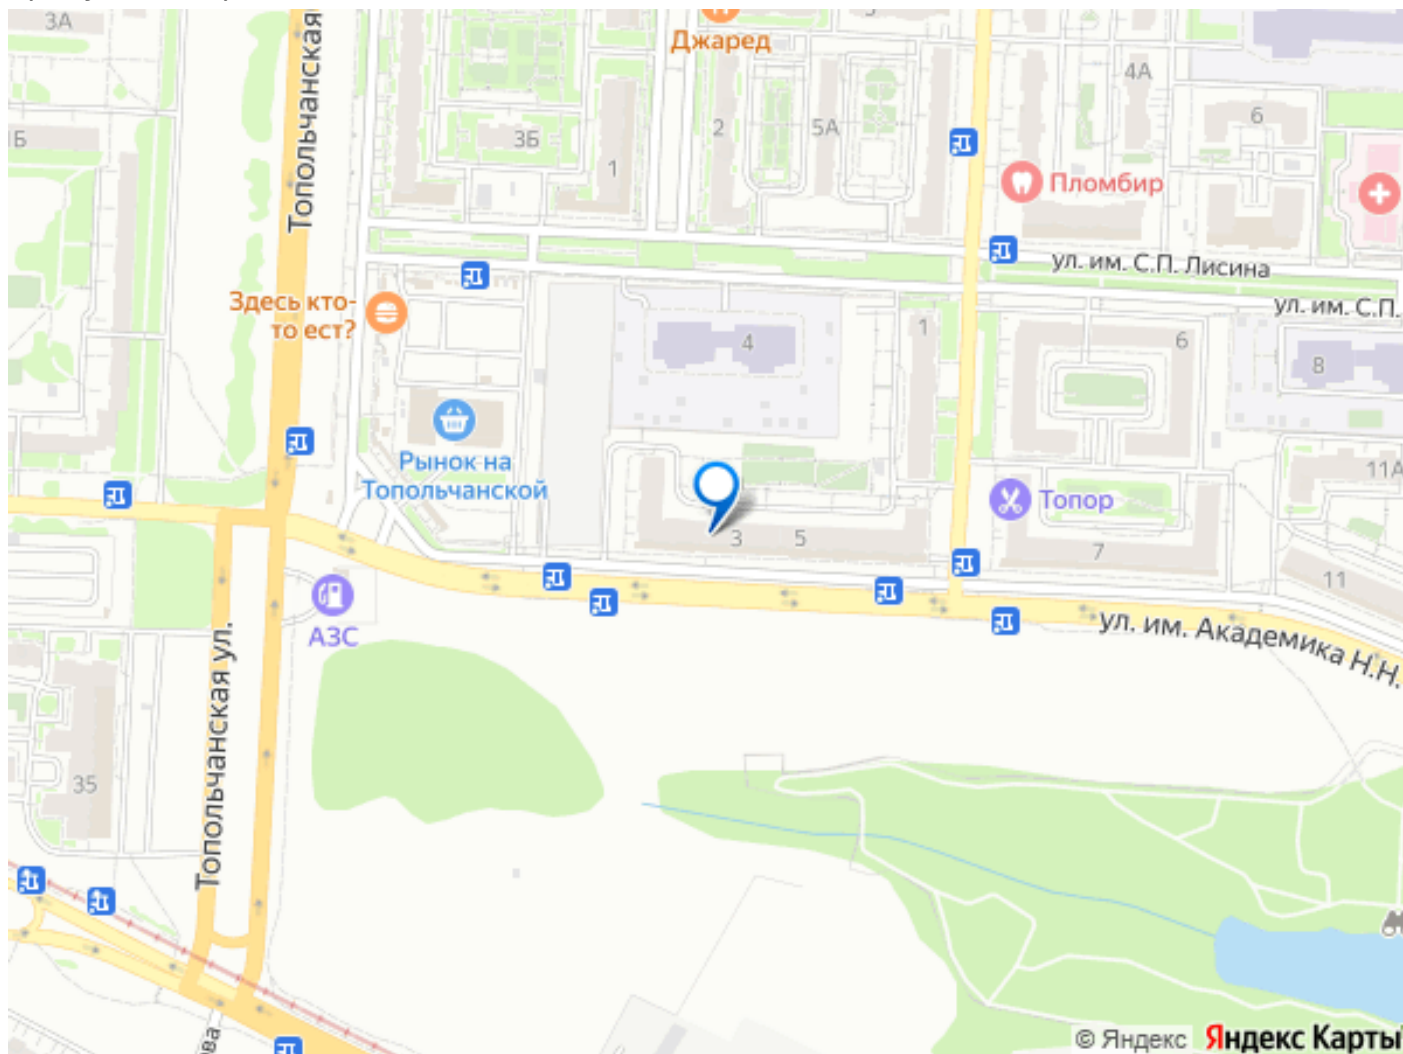 3А
Топольчанская
Джаред
4А
1Б
3Б
2
5А
6
1
Пломбир
ул. им. С.П. Лисина
Здесь кто-
то ест?
ул. им. С.П.
4
1
6
8
Рынок на
Топольчанской
11А
Топор
3
5
7
11
АЗС
ул. им. Академика Н.Н.
Топольчанская ул.
35
ова
© Яндекс
Яндекс Карты